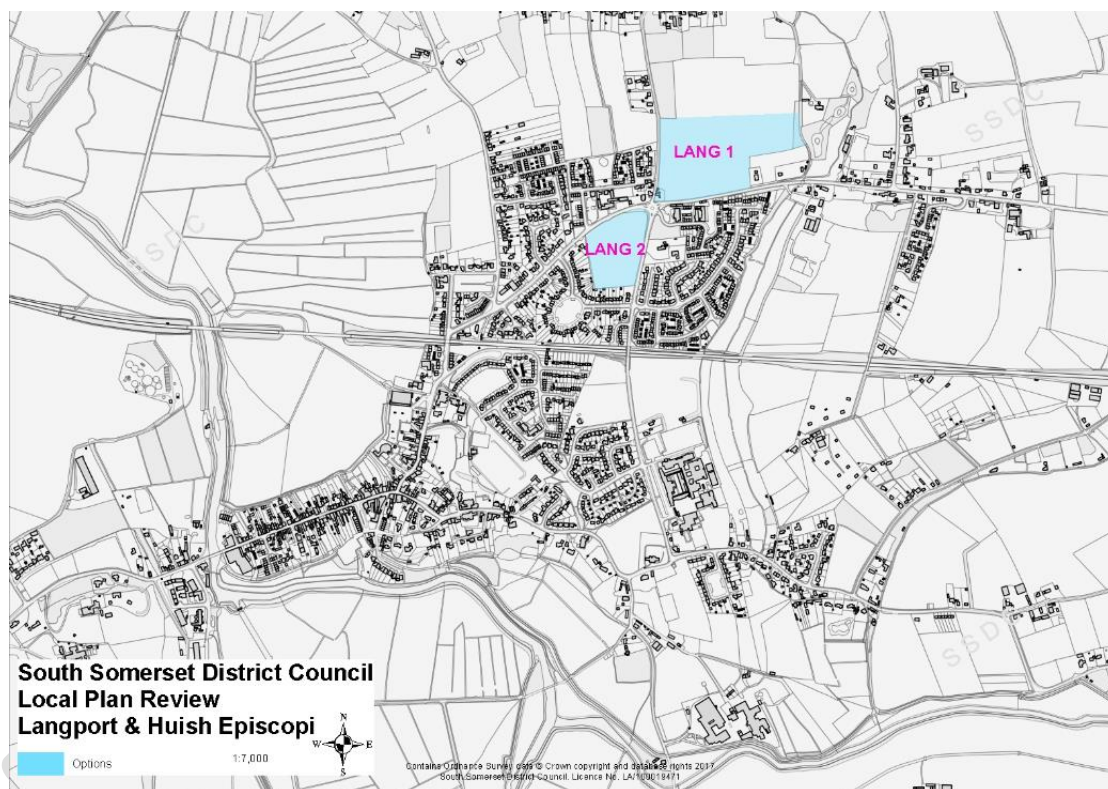 LANG 1
LANG 2
SSDC
SSDC
SSDC
South Somerset District Council
Local Plan Review
Langport & Huish Episcopi
N
W E
S
Options
1:7,000
Contains Ordnance Survey data © Crown copyright and database rights 2017
South Somerset District Council. Licence No. LA/100019471